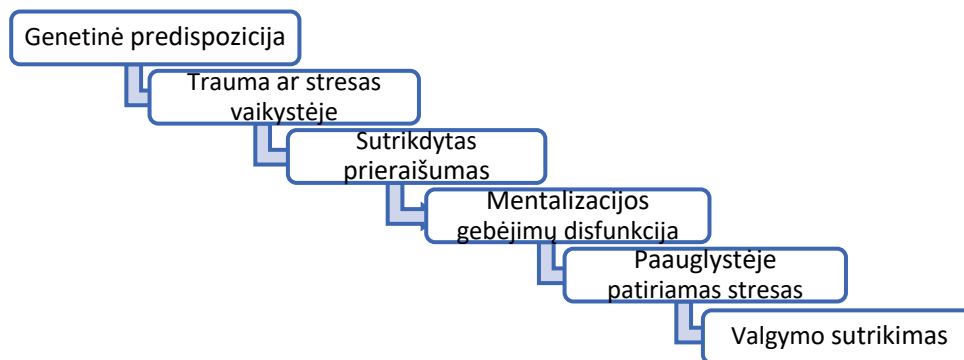 Genetinė predispozicija
Trauma ar stresas
vaikystėje
Sutrikdytas
prieraišumas
Mentalizacijos
gebėjimų disfunkcija
Paauglystėje
patiriamas stresas
Valgymo sutrikimas